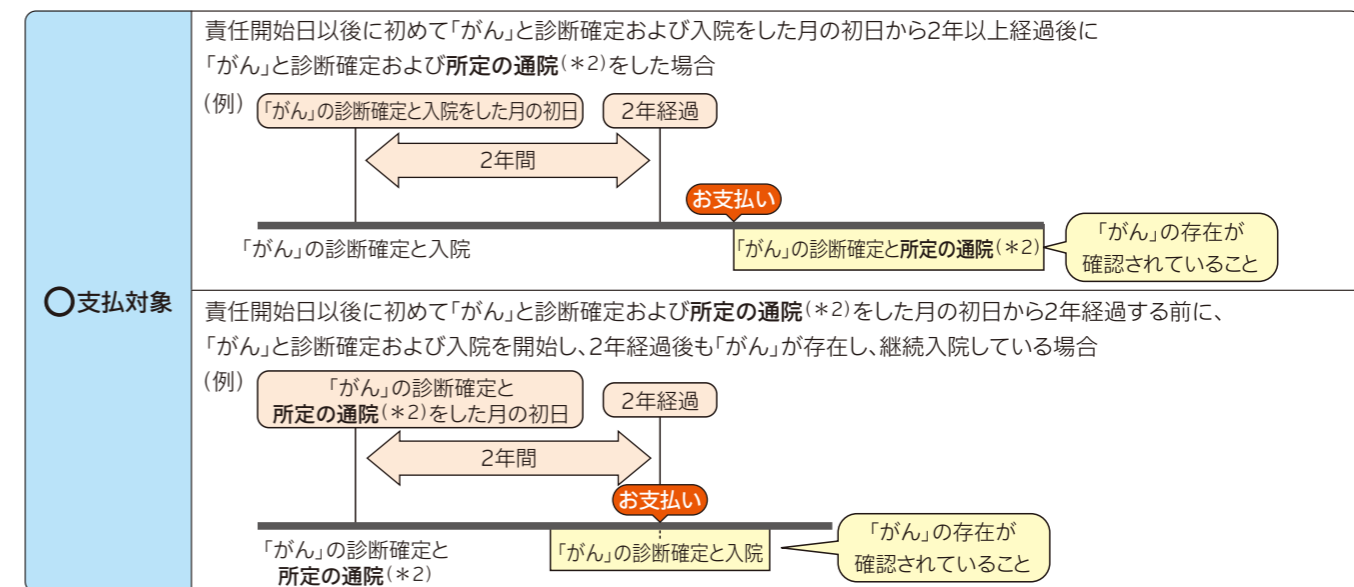 ○支払対象
責任開始日以後に初めて「がん」と診断確定および入院をした月の初日から2年以上経過後に
「がん」と診断確定および所定の通院(＊2)をした場合
(例)
「がん」の診断確定と入院をした月の初日
2年経過
2年間
お支払い
「がん」の診断確定と入院
「がん」の診断確定と所定の通院(＊2)
「がん」の存在が
確認されていること
責任開始日以後に初めて「がん」と診断確定および所定の通院(＊2)をした月の初日から2年経過する前に、
「がん」と診断確定および入院を開始し、2年経過後も「がん」が存在し、継続入院している場合
(例)
「がん」の診断確定と
所定の通院(＊2)をした月の初日
2年経過
2年間
お支払い
「がん」の診断確定と
所定の通院(＊2)
「がん」の診断確定と入院
「がん」の存在が
確認されていること